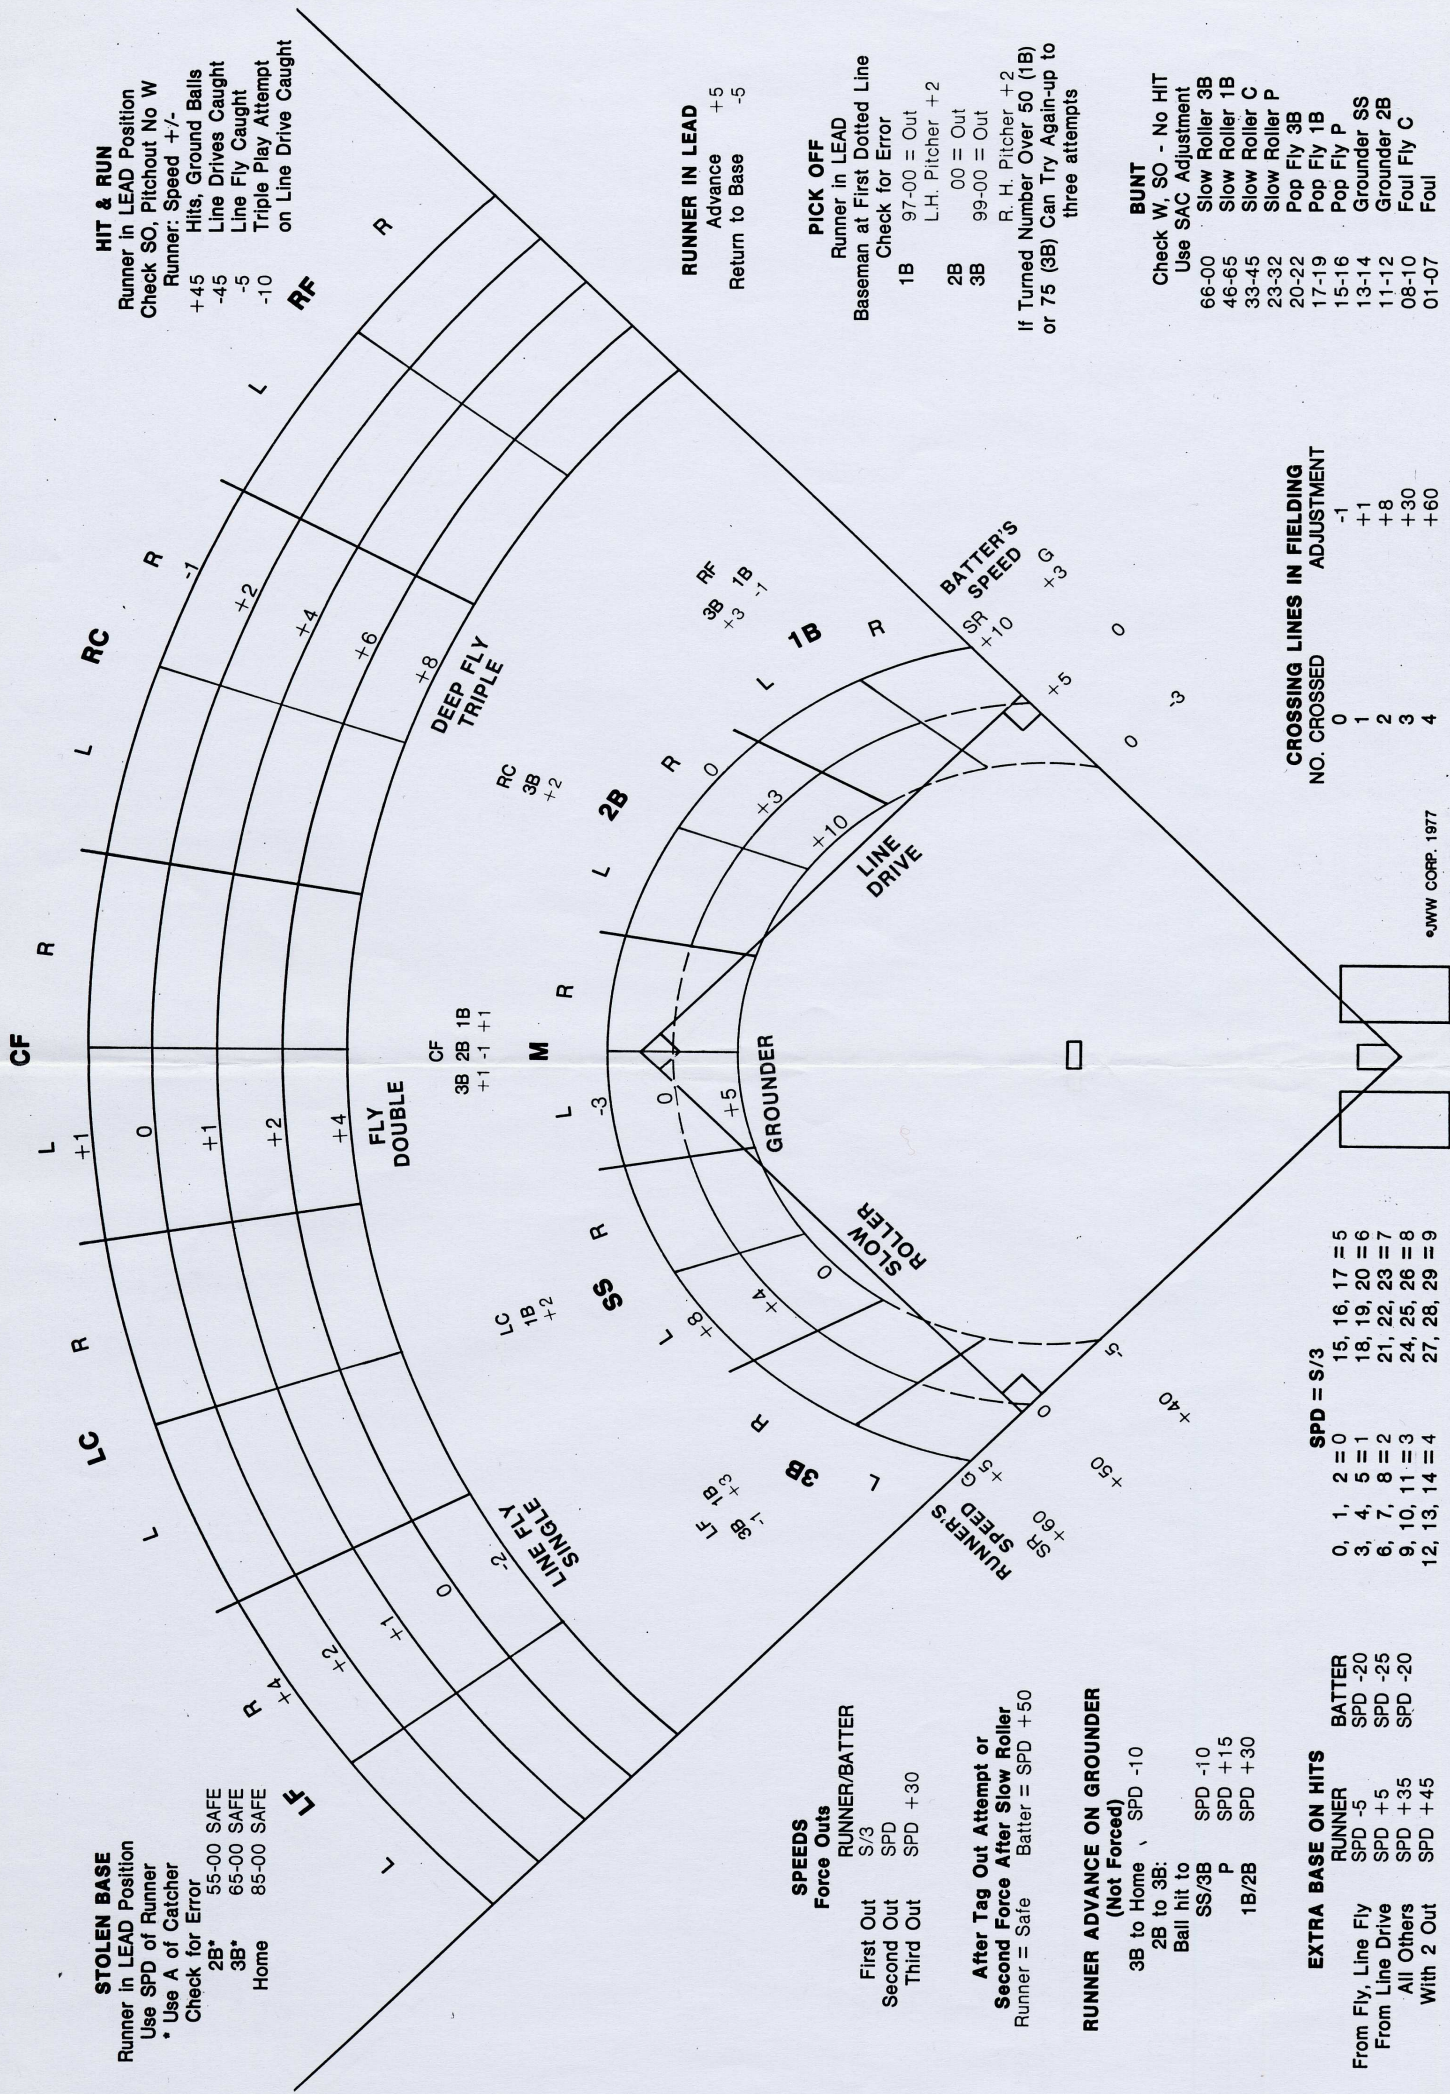 STOLEN BASE
Runner in LEAD Position
Use SPD of Runner
* Use A of Catcher
Check for Error
2B* 55-00 SAFE
3B* 65-00 SAFE
Home 85-00 SAFE
HIT & RUN
Runner in LEAD Position
Check SO, Pitchout No W
Runner: Speed +/-
+45 Hits, Ground Balls
-45 Line Drives Caught
-5 Line Fly Caught
-10 Triple Play Attempt
on Line Drive Caught
LF
L
R
LC
L
R
CF
L
R
RC
L
R
RF
L
R
+4
+2
+1
0
-2
LINE FLY
SINGLE
+1
0
+1
+2
+4
FLY
DOUBLE
-1
+2
+4
+6
+8
DEEP FLY
TRIPLE
LF
3B 1B
-1 +3
LC
1B
+2
CF
3B 2B 1B
+1 -1 +1
RC
3B
+2
RF
3B 1B
+3 -1
3B
L
R
SS
L
R
M
L
R
2B
L
R
1B
L
R
+8
+4
0
SLOW
ROLLER
-3
0
+5
GROUNDER
0
+3
+10
LINE
DRIVE
RUNNER'S
SPEED
SR G
+60 +5
+50 0
+40 -5
BATTER'S
SPEED
SR G
+10 +3
+5 0
0 -3
SPEEDS
Force Outs
RUNNER/BATTER
First Out S/3
Second Out SPD
Third Out SPD +30
After Tag Out Attempt or
Second Force After Slow Roller
Runner = Safe Batter = SPD +50
RUNNER ADVANCE ON GROUNDER
(Not Forced)
3B to Home SPD -10
2B to 3B:
Ball hit to
SS/3B SPD -10
P SPD +15
1B/2B SPD +30
EXTRA BASE ON HITS
RUNNER BATTER
From Fly, Line Fly SPD -5 SPD -20
From Line Drive SPD +5 SPD -25
All Others SPD +35 SPD -20
With 2 Out SPD +45
SPD = S/3
0, 1, 2 = 0 15, 16, 17 = 5
3, 4, 5 = 1 18, 19, 20 = 6
6, 7, 8 = 2 21, 22, 23 = 7
9, 10, 11 = 3 24, 25, 26 = 8
12, 13, 14 = 4 27, 28, 29 = 9
RUNNER IN LEAD
Advance +5
Return to Base -5
PICK OFF
Runner in LEAD
Baseman at First Dotted Line
Check for Error
1B 97-00 = Out
L.H. Pitcher +2
2B 00 = Out
3B 99-00 = Out
R. H. Pitcher +2
If Turned Number Over 50 (1B)
or 75 (3B) Can Try Again-up to
three attempts
BUNT
Check W, SO - No HIT
Use SAC Adjustment
66-00 Slow Roller 3B
46-65 Slow Roller 1B
33-45 Slow Roller C
23-32 Slow Roller P
20-22 Pop Fly 3B
17-19 Pop Fly 1B
15-16 Pop Fly P
13-14 Grounder SS
11-12 Grounder 2B
08-10 Foul Fly C
01-07 Foul
CROSSING LINES IN FIELDING
NO. CROSSED ADJUSTMENT
0 -1
1 +1
2 +8
3 +30
4 +60
©JWW CORP. 1977